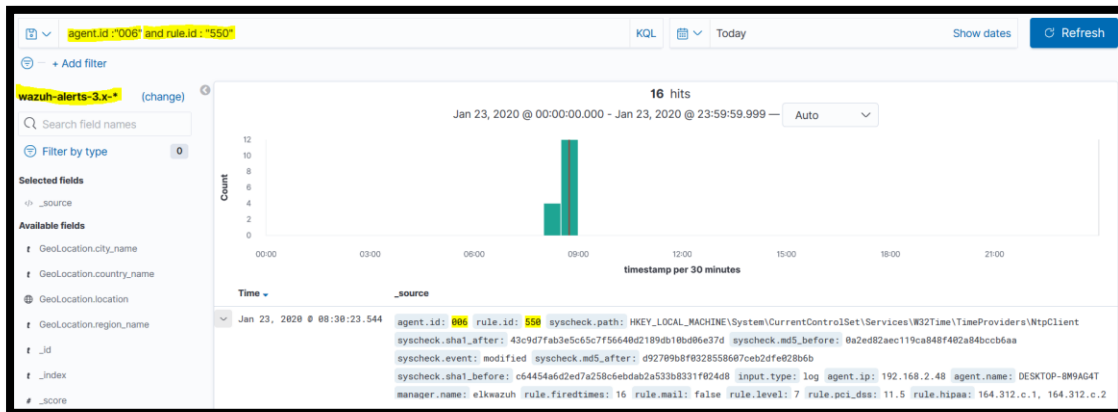 agent.id :"006" and rule.id : "550"
KQL
Today
Show dates
Refresh
+ Add filter
wazuh-alerts-3.x-*
(change)
Search field names
Filter by type
0
Selected fields
_source
Available fields
t GeoLocation.city_name
t GeoLocation.country_name
GeoLocation.location
t GeoLocation.region_name
t _id
t _index
# _score
16 hits
Jan 23, 2020 @ 00:00:00.000 - Jan 23, 2020 @ 23:59:59.999 —
Auto
Count
12
10
8
6
4
2
0
00:00 03:00 06:00 09:00 12:00 15:00 18:00 21:00
timestamp per 30 minutes
Time
_source
Jan 23, 2020 @ 08:30:23.544
agent.id: 006 rule.id: 550 syscheck.path: HKEY_LOCAL_MACHINE\System\CurrentControlSet\Services\W32Time\TimeProviders\NtpClient
syscheck.sha1_after: 43c9d7fab3e5c65c7f56640d2189db10bd06e37d syscheck.md5_before: 0a2ed82aec119ca848f402a84bccb6aa
syscheck.event: modified syscheck.md5_after: d92709b8f0328558607ceb2dfe028b6b
syscheck.sha1_before: c64454a6d2ed7a258c6ebdab2a533b8331f024d8 input.type: log agent.ip: 192.168.2.48 agent.name: DESKTOP-8M9AG4T
manager.name: elkwazuh rule.firedtimes: 16 rule.mail: false rule.level: 7 rule.pci_dss: 11.5 rule.hipaa: 164.312.c.1, 164.312.c.2